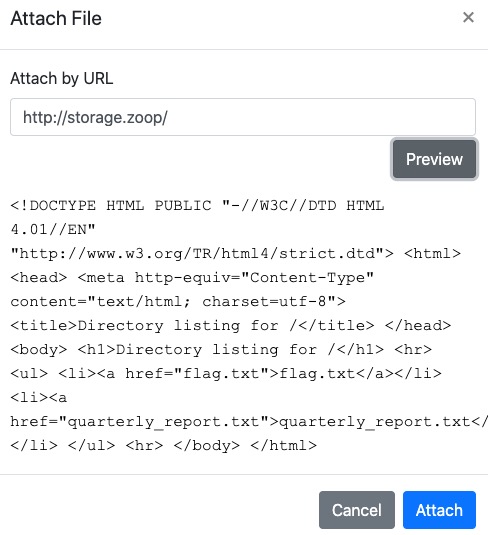 Attach File
×
Attach by URL
http://storage.zoop/
Preview
<!DOCTYPE HTML PUBLIC "-//W3C//DTD HTML
4.01//EN"
"http://www.w3.org/TR/html4/strict.dtd"> <html>
<head> <meta http-equiv="Content-Type"
content="text/html; charset=utf-8">
<title>Directory listing for /</title> </head>
<body> <h1>Directory listing for /</h1> <hr>
<ul> <li><a href="flag.txt">flag.txt</a></li>
<li><a
href="quarterly_report.txt">quarterly_report.txt</
</li> </ul> <hr> </body> </html>
Cancel
Attach